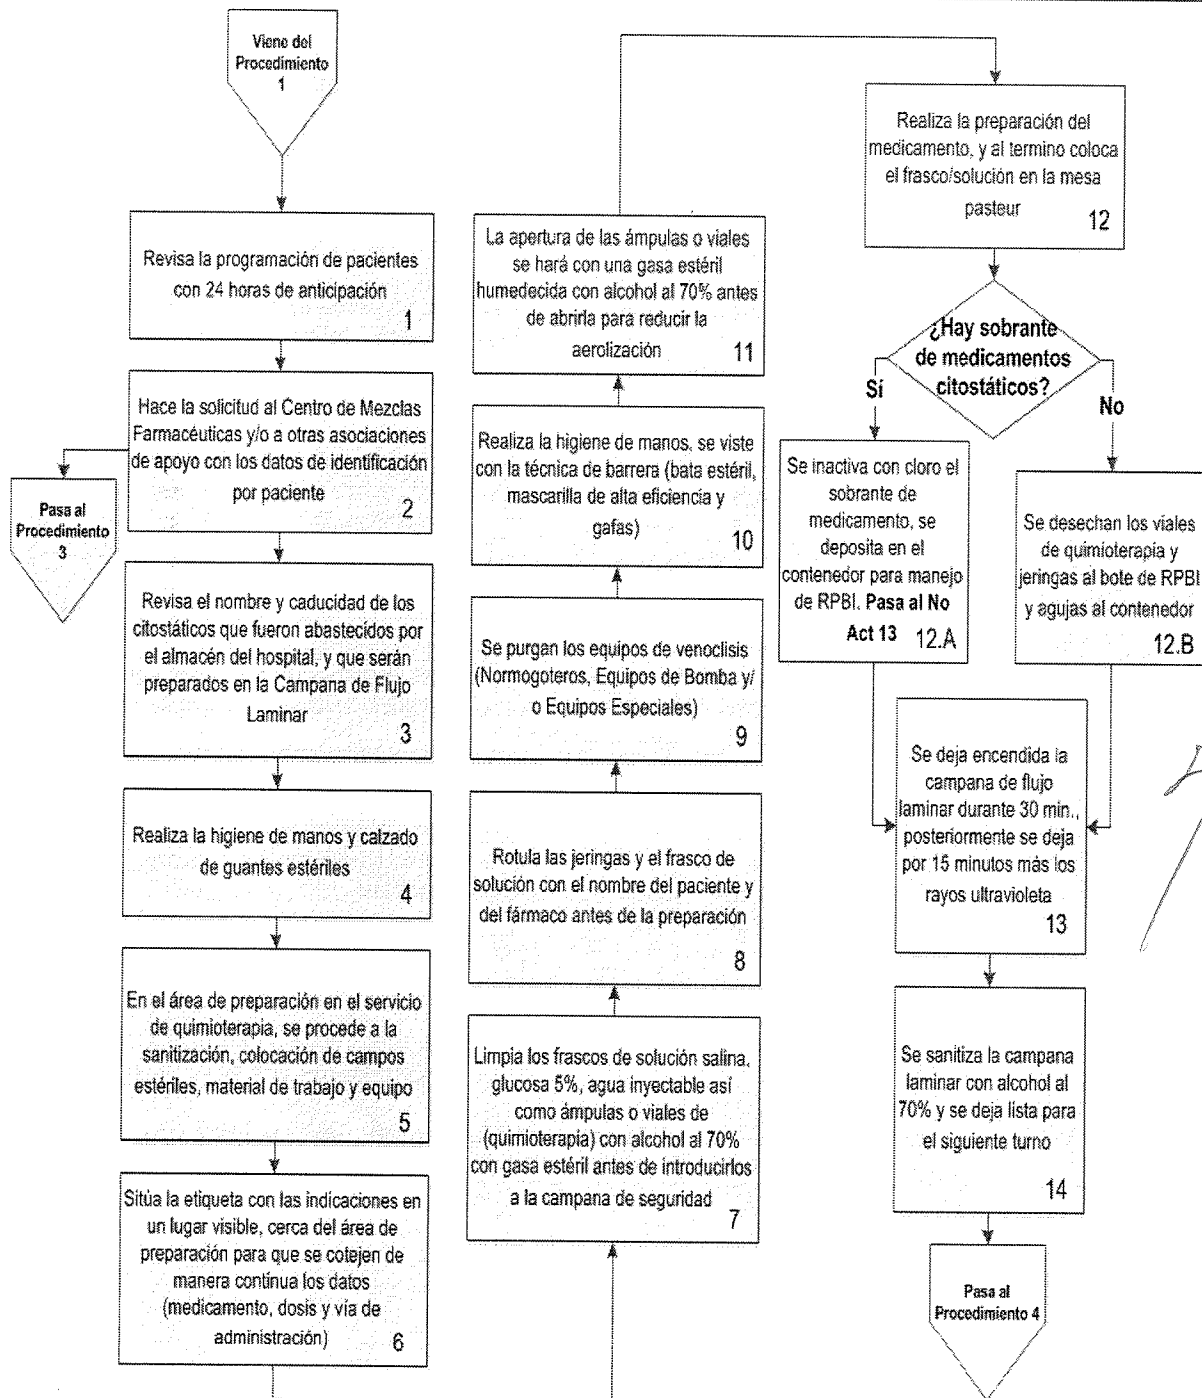 Viene del
Procedimiento
1
Revisa la programación de pacientes
con 24 horas de anticipación
1
Hace la solicitud al Centro de Mezclas
Farmacéuticas y/o a otras asociaciones
de apoyo con los datos de identificación
por paciente
2
Pasa al
Procedimiento
3
Revisa el nombre y caducidad de los
citostáticos que fueron abastecidos por
el almacén del hospital, y que serán
preparados en la Campana de Flujo
Laminar
3
Realiza la higiene de manos y calzado
de guantes estériles
4
En el área de preparación en el servicio
de quimioterapia, se procede a la
sanitización, colocación de campos
estériles, material de trabajo y equipo
5
Sitúa la etiqueta con las indicaciones en
un lugar visible, cerca del área de
preparación para que se cotejen de
manera continua los datos
(medicamento, dosis y vía de
administración)
6
Limpia los frascos de solución salina,
glucosa 5%, agua inyectable así
como ámpulas o viales de
(quimioterapia) con alcohol al 70%
con gasa estéril antes de introducirlos
a la campana de seguridad
7
Rotula las jeringas y el frasco de
solución con el nombre del paciente y
del fármaco antes de la preparación
8
Se purgan los equipos de venoclisis
(Normogoteros, Equipos de Bomba y/
o Equipos Especiales)
9
Realiza la higiene de manos, se viste
con la técnica de barrera (bata estéril,
mascarilla de alta eficiencia y
gafas)
10
La apertura de las ámpulas o viales
se hará con una gasa estéril
humedecida con alcohol al 70% antes
de abrirla para reducir la
aerolización
11
Realiza la preparación del
medicamento, y al termino coloca
el frasco/solución en la mesa
pasteur
12
¿Hay sobrante
de medicamentos
citostáticos?
Sí
No
Se inactiva con cloro el
sobrante de
medicamento, se
deposita en el
contenedor para manejo
de RPBI. Pasa al No
Act 13
12.A
Se desechan los viales
de quimioterapia y
jeringas al bote de RPBI
y agujas al contenedor
12.B
Se deja encendida la
campana de flujo
laminar durante 30 min.,
posteriormente se deja
por 15 minutos más los
rayos ultravioleta
13
Se sanitiza la campana
laminar con alcohol al
70% y se deja lista para
el siguiente turno
14
Pasa al
Procedimiento 4